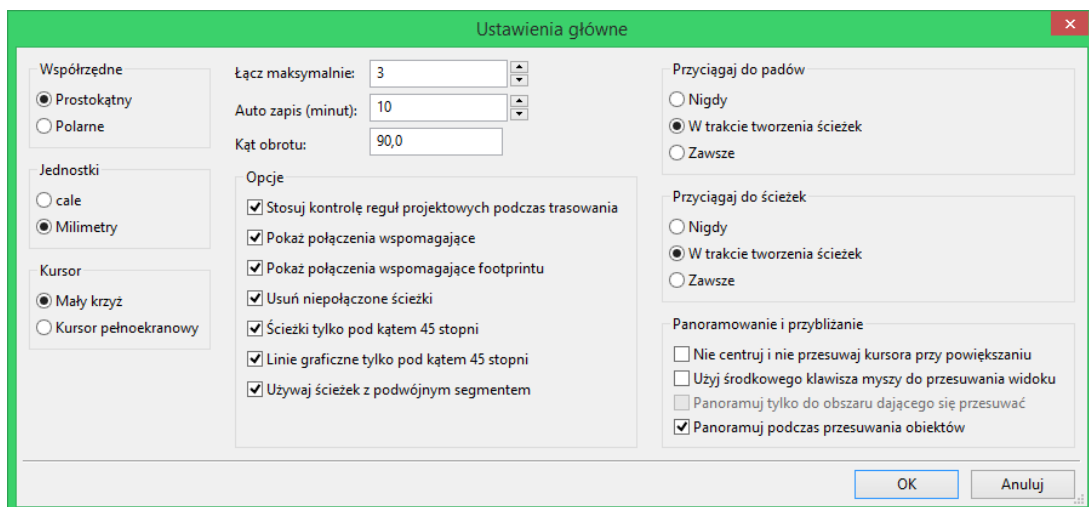 Ustawienia główne
Współrzędne
Prostokątny
Polarne
Jednostki
cale
Milimetry
Kursor
Mały krzyż
Kursor pełnoekranowy
Łącz maksymalnie: 3
Auto zapis (minut): 10
Kąt obrotu: 90,0
Opcje
Stosuj kontrolę reguł projektowych podczas trasowania
Pokaż połączenia wspomagające
Pokaż połączenia wspomagające footprintu
Usuń niepołączone ścieżki
Ścieżki tylko pod kątem 45 stopni
Linie graficzne tylko pod kątem 45 stopni
Używaj ścieżek z podwójnym segmentem
Przyciągaj do padów
Nigdy
W trakcie tworzenia ścieżek
Zawsze
Przyciągaj do ścieżek
Nigdy
W trakcie tworzenia ścieżek
Zawsze
Panoramowanie i przybliżanie
Nie centruj i nie przesuwaj kursora przy powiększaniu
Użyj środkowego klawisza myszy do przesuwania widoku
Panoramuj tylko do obszaru dającego się przesuwać
Panoramuj podczas przesuwania obiektów
OK
Anuluj